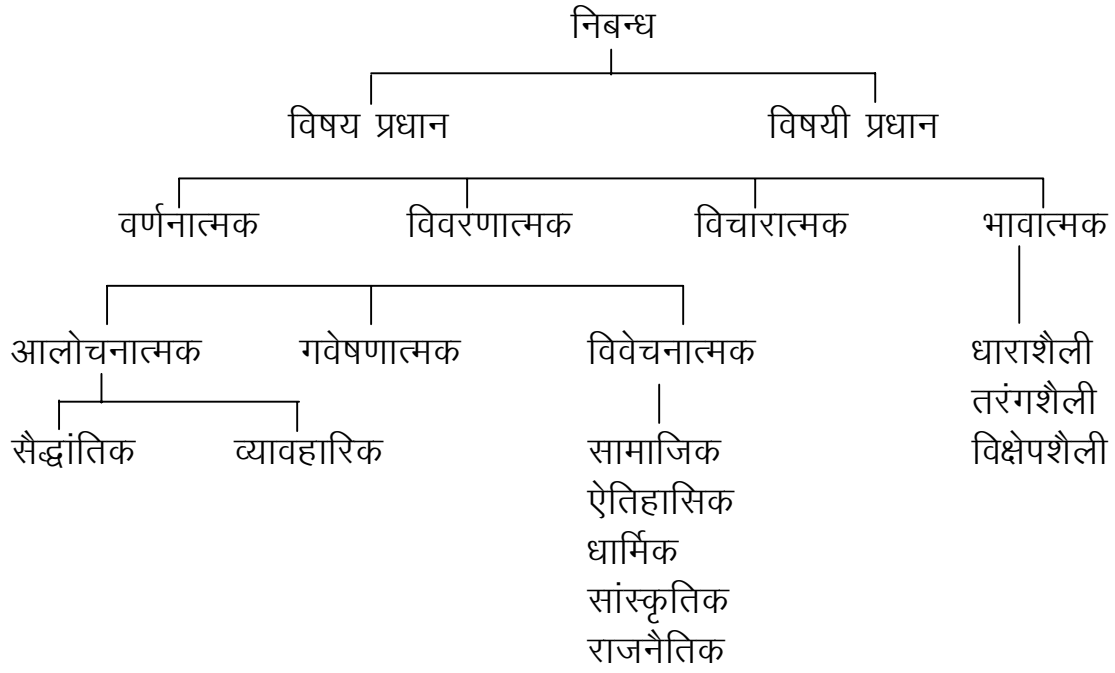 निबन्ध
विषय प्रधान विषयी प्रधान
वर्णनात्मक विवरणात्मक विचारात्मक भावात्मक
आलोचनात्मक गवेषणात्मक विवेचनात्मक धाराशैली
तरंगशैली
सैद्धांतिक व्यावहारिक सामाजिक विक्षेपशैली
ऐतिहासिक
धार्मिक
सांस्कृतिक
राजनैतिक